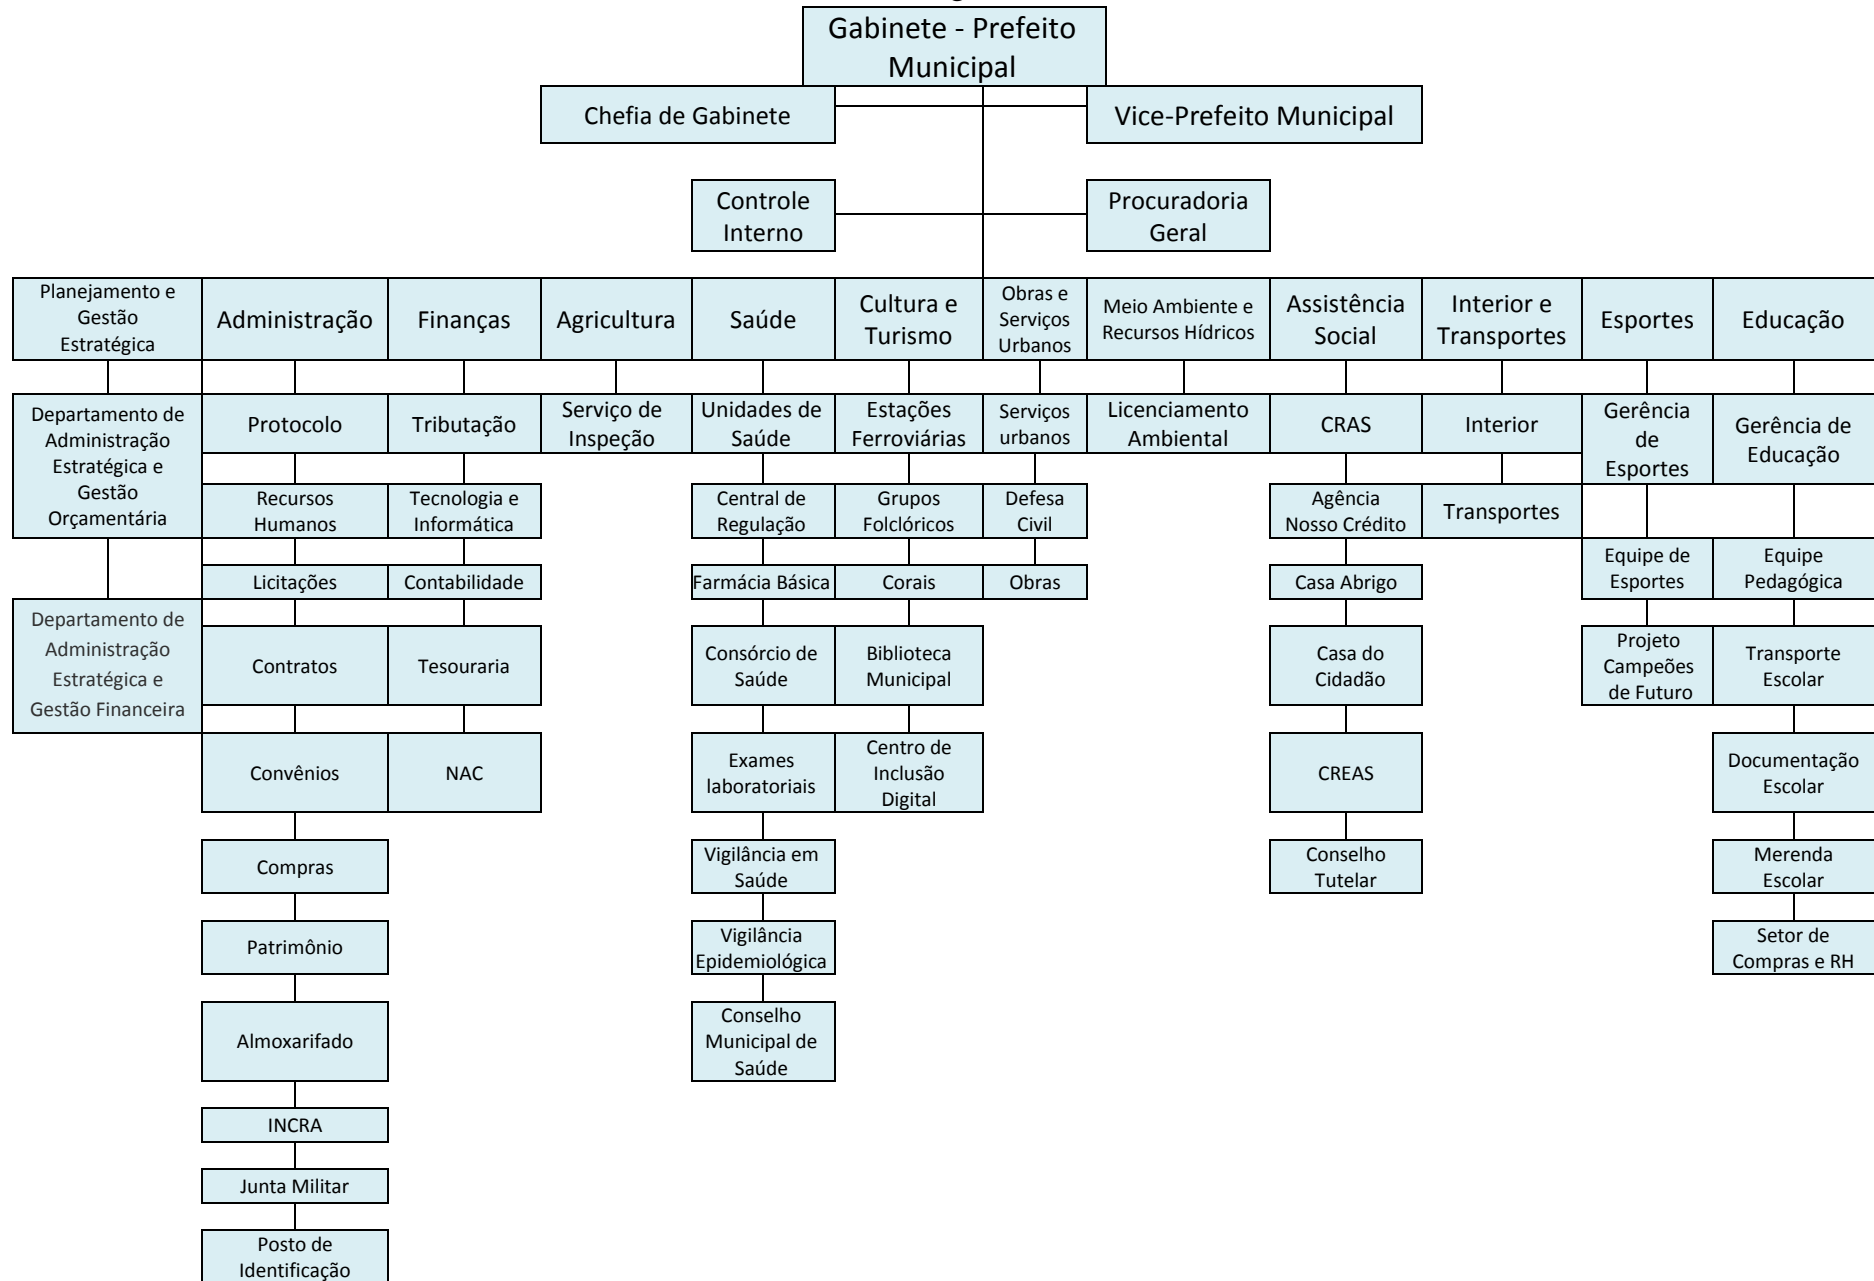 Gabinete - Prefeito
Municipal
Chefia de Gabinete
Vice-Prefeito Municipal
Controle
Interno
Procuradoria
Geral
Planejamento e
Gestão
Estratégica
Administração
Finanças
Agricultura
Saúde
Cultura e
Turismo
Obras e
Serviços
Urbanos
Meio Ambiente e
Recursos Hídricos
Assistência
Social
Interior e
Transportes
Esportes
Educação
Departamento de
Administração
Estratégica e
Gestão
Orçamentária
Protocolo
Tributação
Serviço de
Inspeção
Unidades de
Saúde
Estações
Ferroviárias
Serviços
urbanos
Licenciamento
Ambiental
CRAS
Interior
Gerência
de
Esportes
Gerência de
Educação
Recursos
Humanos
Tecnologia e
Informática
Central de
Regulação
Grupos
Folclóricos
Defesa
Civil
Agência
Nosso Crédito
Transportes
Licitações
Contabilidade
Farmácia Básica
Corais
Obras
Casa Abrigo
Equipe de
Esportes
Equipe
Pedagógica
Departamento de
Administração
Estratégica e
Gestão Financeira
Contratos
Tesouraria
Consórcio de
Saúde
Biblioteca
Municipal
Casa do
Cidadão
Projeto
Campeões
de Futuro
Transporte
Escolar
Convênios
NAC
Exames
laboratoriais
Centro de
Inclusão
Digital
CREAS
Documentação
Escolar
Compras
Vigilância em
Saúde
Conselho
Tutelar
Merenda
Escolar
Patrimônio
Vigilância
Epidemiológica
Setor de
Compras e RH
Almoxarifado
Conselho
Municipal de
Saúde
INCRA
Junta Militar
Posto de
Identificação